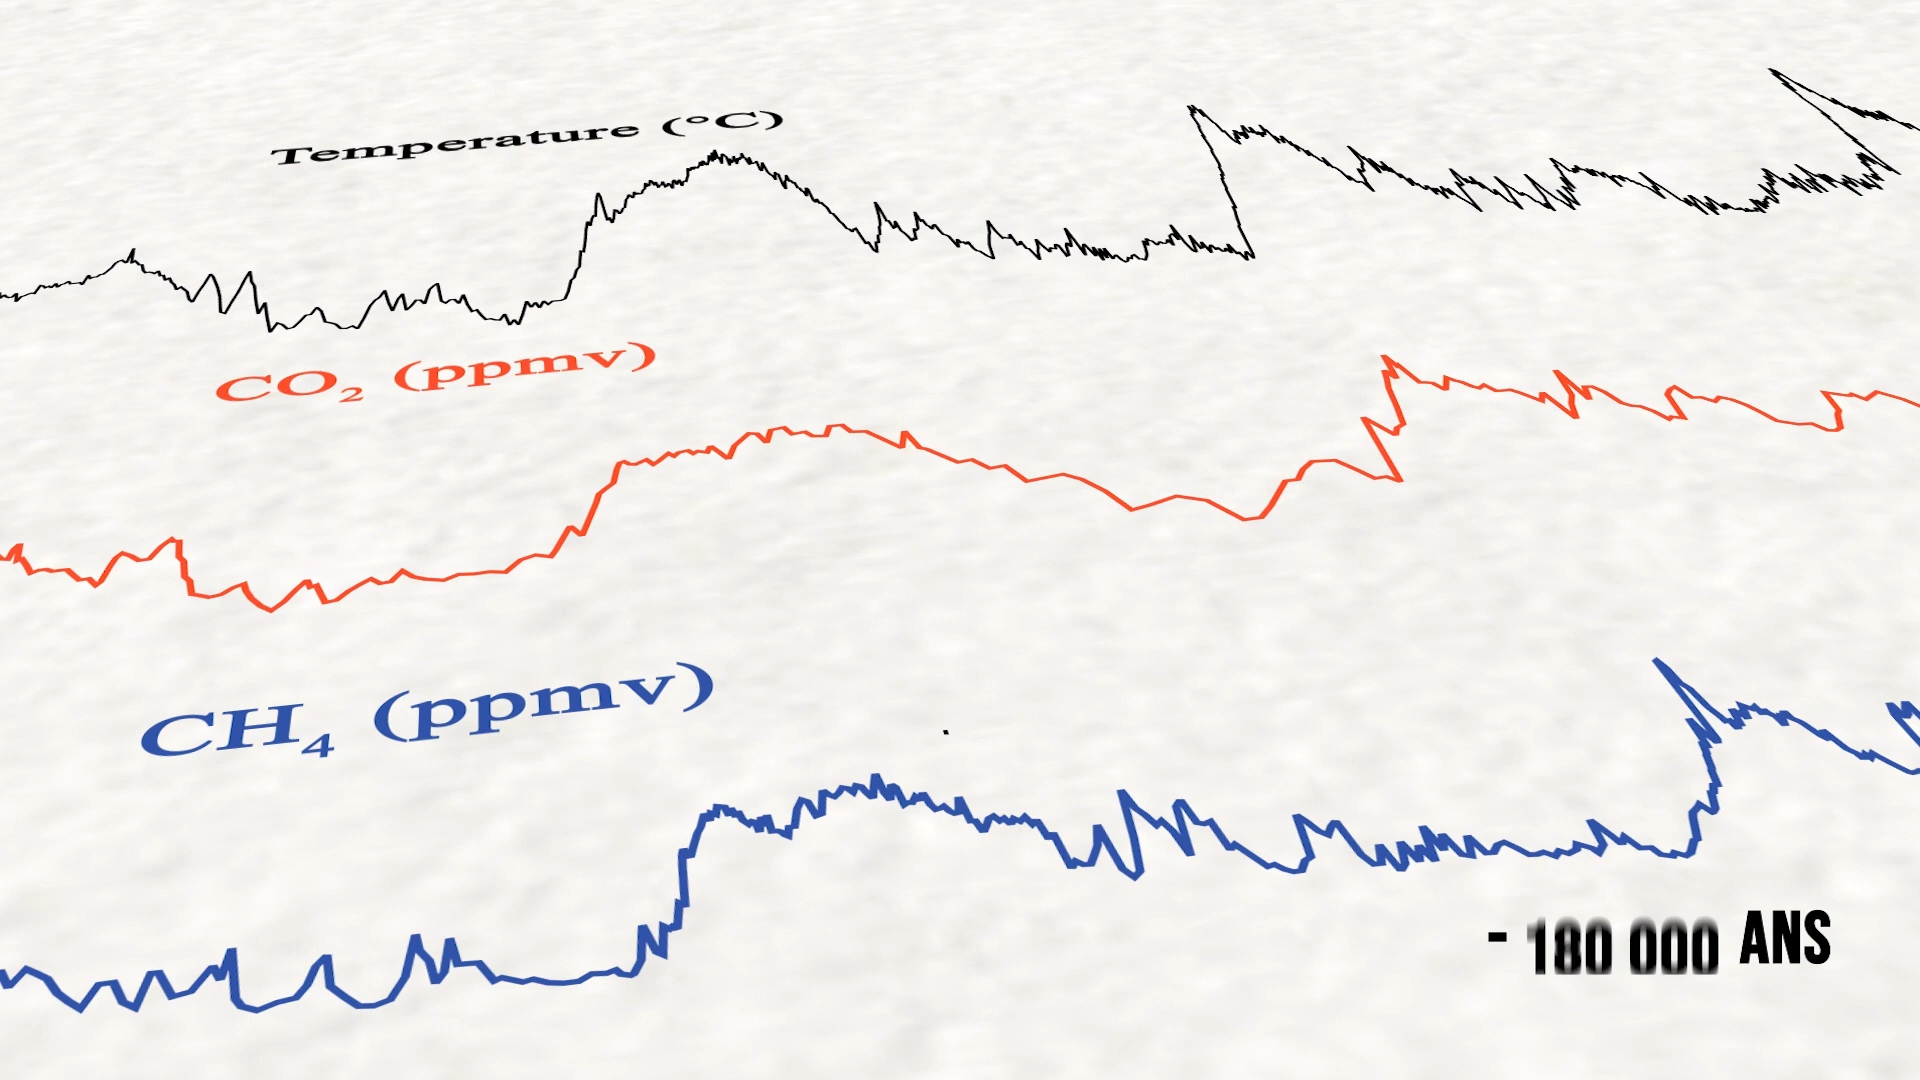 Temperature (°C)
CO₂ (ppmv)
CH₄ (ppmv)
- 180 000 ANS